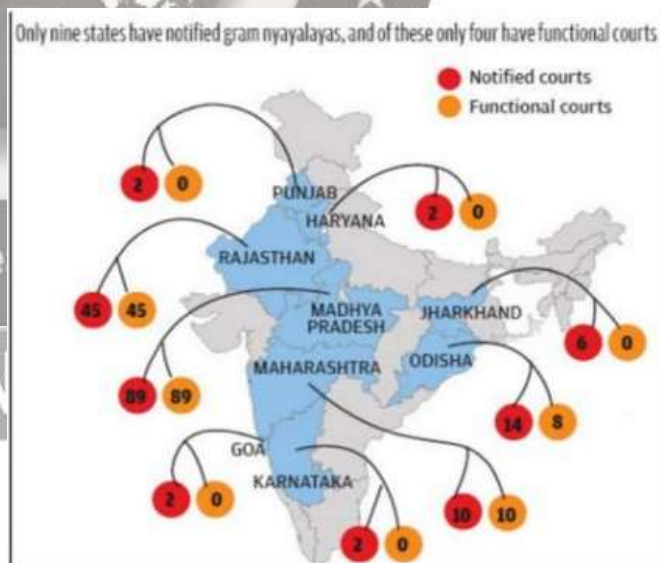 Only nine states have notified gram nyayalayas, and of these only four have functional courts
Notified courts
Functional courts
2 0
PUNJAB
HARYANA
2 0
RAJASTHAN
45 45
MADHYA
PRADESH
JHARKHAND
6 0
89 89
MAHARASHTRA
ODISHA
14 8
GOA
2 0
KARNATAKA
10 10
2 0